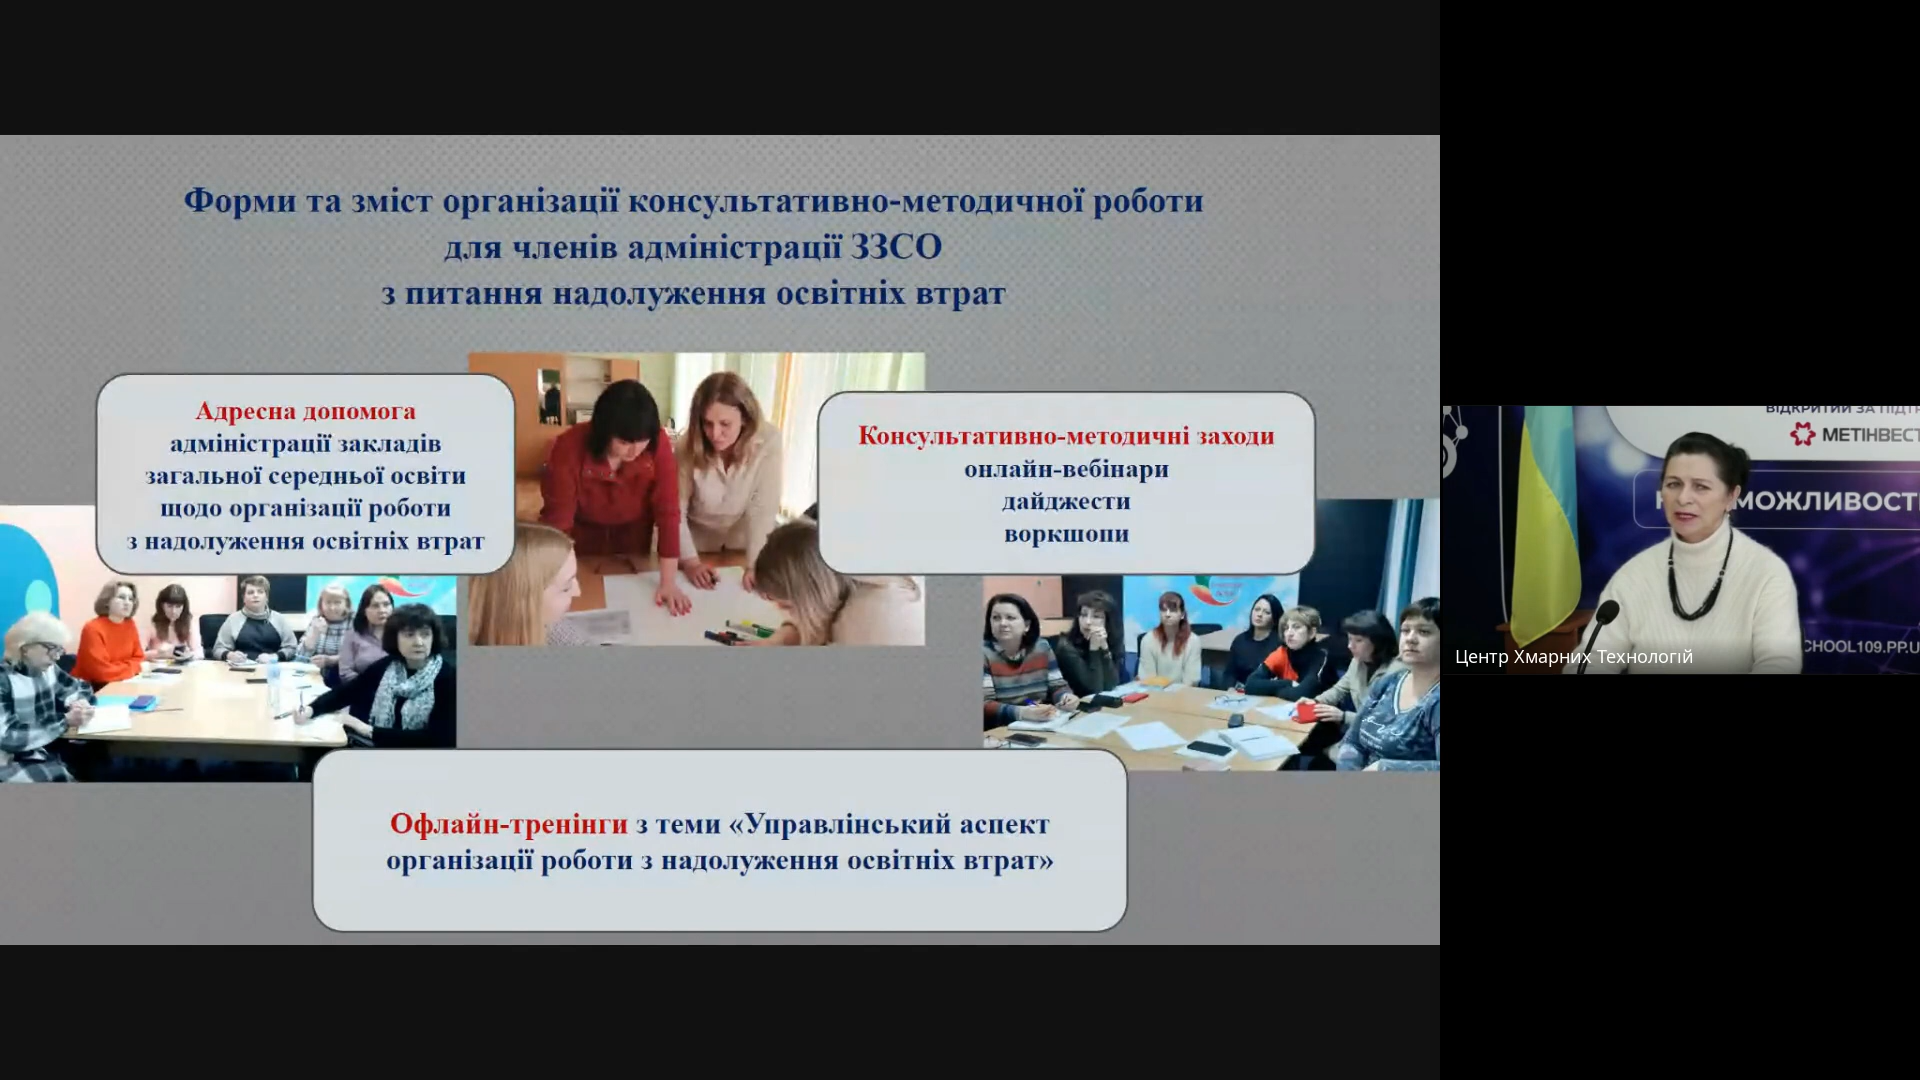 Форми та зміст організації консультативно-методичної роботи
для членів адміністрації ЗЗСО
з питання надолуження освітніх втрат
Адресна допомога
адміністрації закладів
загальної середньої освіти
щодо організації роботи
з надолуження освітніх втрат
Консультативно-методичні заходи
онлайн-вебінари
дайджести
воркшопи
Офлайн-тренінги з теми «Управлінський аспект
організації роботи з надолуження освітніх втрат»
ВІДКРИТИЙ ЗА
МЕТІНВЕСТ
МОЖЛИВОСТ
CHOOL109.PP.U
Центр Хмарних Технологій